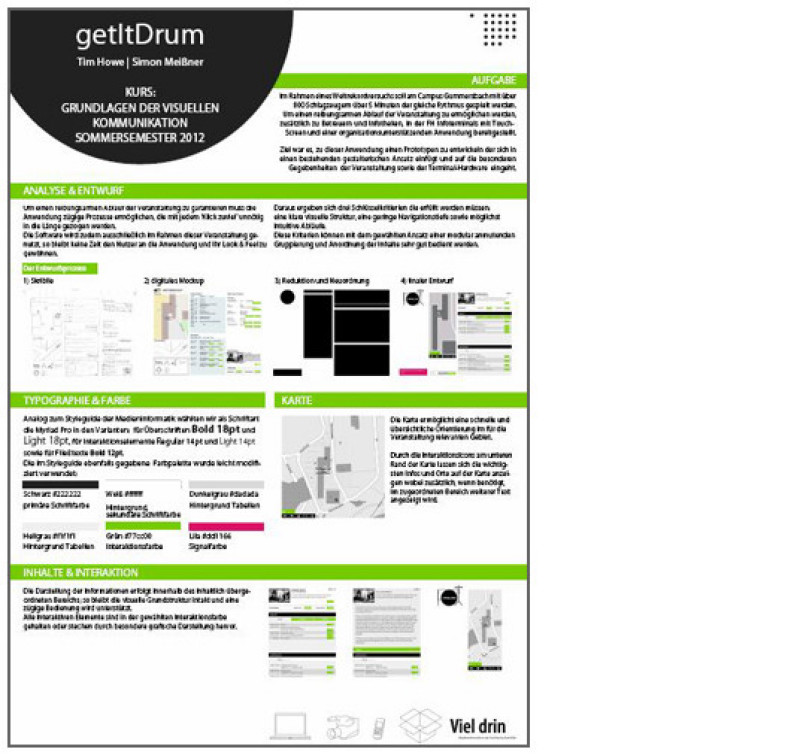 getItDrum
Tim Howe | Simon Meißner
KURS:
GRUNDLAGEN DER VISUELLEN
KOMMUNIKATION
SOMMERSEMESTER 2012
AUFGABE
Im Rahmen eines Weltrekordversuchs soll am Campus Gummersbach mit über
800 Schlagzeugern über 5 Minuten der gleiche Rythmus gespielt werden.
Um einen reibungsarmen Ablauf der Veranstaltung zu ermöglichen werden,
zusätzlich zu Betreuern und Infotheken, in der FH Infoterminals mit Touch-
Screen und einer organisationsunterstützenden Anwendung bereitgestellt.
Ziel war es, zu dieser Anwendung einen Prototypen zu entwickeln der sich in
einen bestehenden gestalterischen Ansatz einfügt und auf die besonderen
Gegebenheiten der Veranstaltung sowie der Terminal-Hardware eingeht.
ANALYSE & ENTWURF
Um einen reibungsarmen Ablauf der Veranstaltung zu garantieren muss die
Anwendung zügige Prozesse ermöglichen, die mit jedem 'Klick zuviel' unnötig
in die Länge gezogen werden.
Die Software wird zudem ausschließlich im Rahmen dieser Veranstaltung ge-
nutzt, so bleibt keine Zeit den Nutzer an die Anwendung und Ihr Look & Feel zu
gewöhnen.
Daraus ergeben sich drei Schlüsselkriterien die erfüllt werden müssen:
eine klare visuelle Struktur, eine geringe Navigationstiefe sowie möglichst
intuitive Abläufe.
Diese Kriterien können mit dem gewählten Ansatz einer modular anmutenden
Gruppierung und Anordnung der Inhalte sehr gut bedient werden.
Der Entwurfsprozess
1) Skribble
2) digitales Mockup
3) Reduktion und Neuordnung
4) finaler Entwurf
TYPOGRAPHIE & FARBE
Analog zum Styleguide der Medieninformatik wählten wir als Schriftart
die Myriad Pro in den Varianten für Überschriften Bold 18pt und
Light 18pt, für Interaktionselemente Regular 14pt und Light 14pt
sowie für Fließtexte Bold 12pt.
Die im Styleguide ebenfalls gegebene Farbpalette wurde leicht modifi-
ziert verwendet:
Schwarz #222222
primäre Schriftfarbe
Weiß #ffffff
Hintergrund,
sekundäre Schriftfarbe
Dunkelgrau #dadada
Hintergrund Tabellen
Hellgrau #f1f1f1
Hintergrund Tabellen
Grün #77cc00
Interaktionsfarbe
Lila #dd1166
Signalfarbe
KARTE
Die Karte ermöglicht eine schnelle und
übersichtliche Orientierung im für die
Veranstaltung relevanten Gebiet.
Durch die Interaktionsicons am unteren
Rand der Karte lassen sich die wichtig-
sten Infos und Orte auf der Karte anzei-
gen wobei zusätzlich, wenn benötigt,
im zugeordneten Bereich weiterer Text
angezeigt wird.
INHALTE & INTERAKTION
Die Darstellung der Informationen erfolgt innerhalb des inhaltlich überge-
ordneten Bereichs, so bleibt die visuelle Grundstruktur intakt und eine
zügige Bedienung wird unterstützt.
Alle interaktiven Elemente sind in der gewählten Interaktionsfarbe
gehalten oder stechen durch besondere grafische Darstellung hervor.
Viel drin